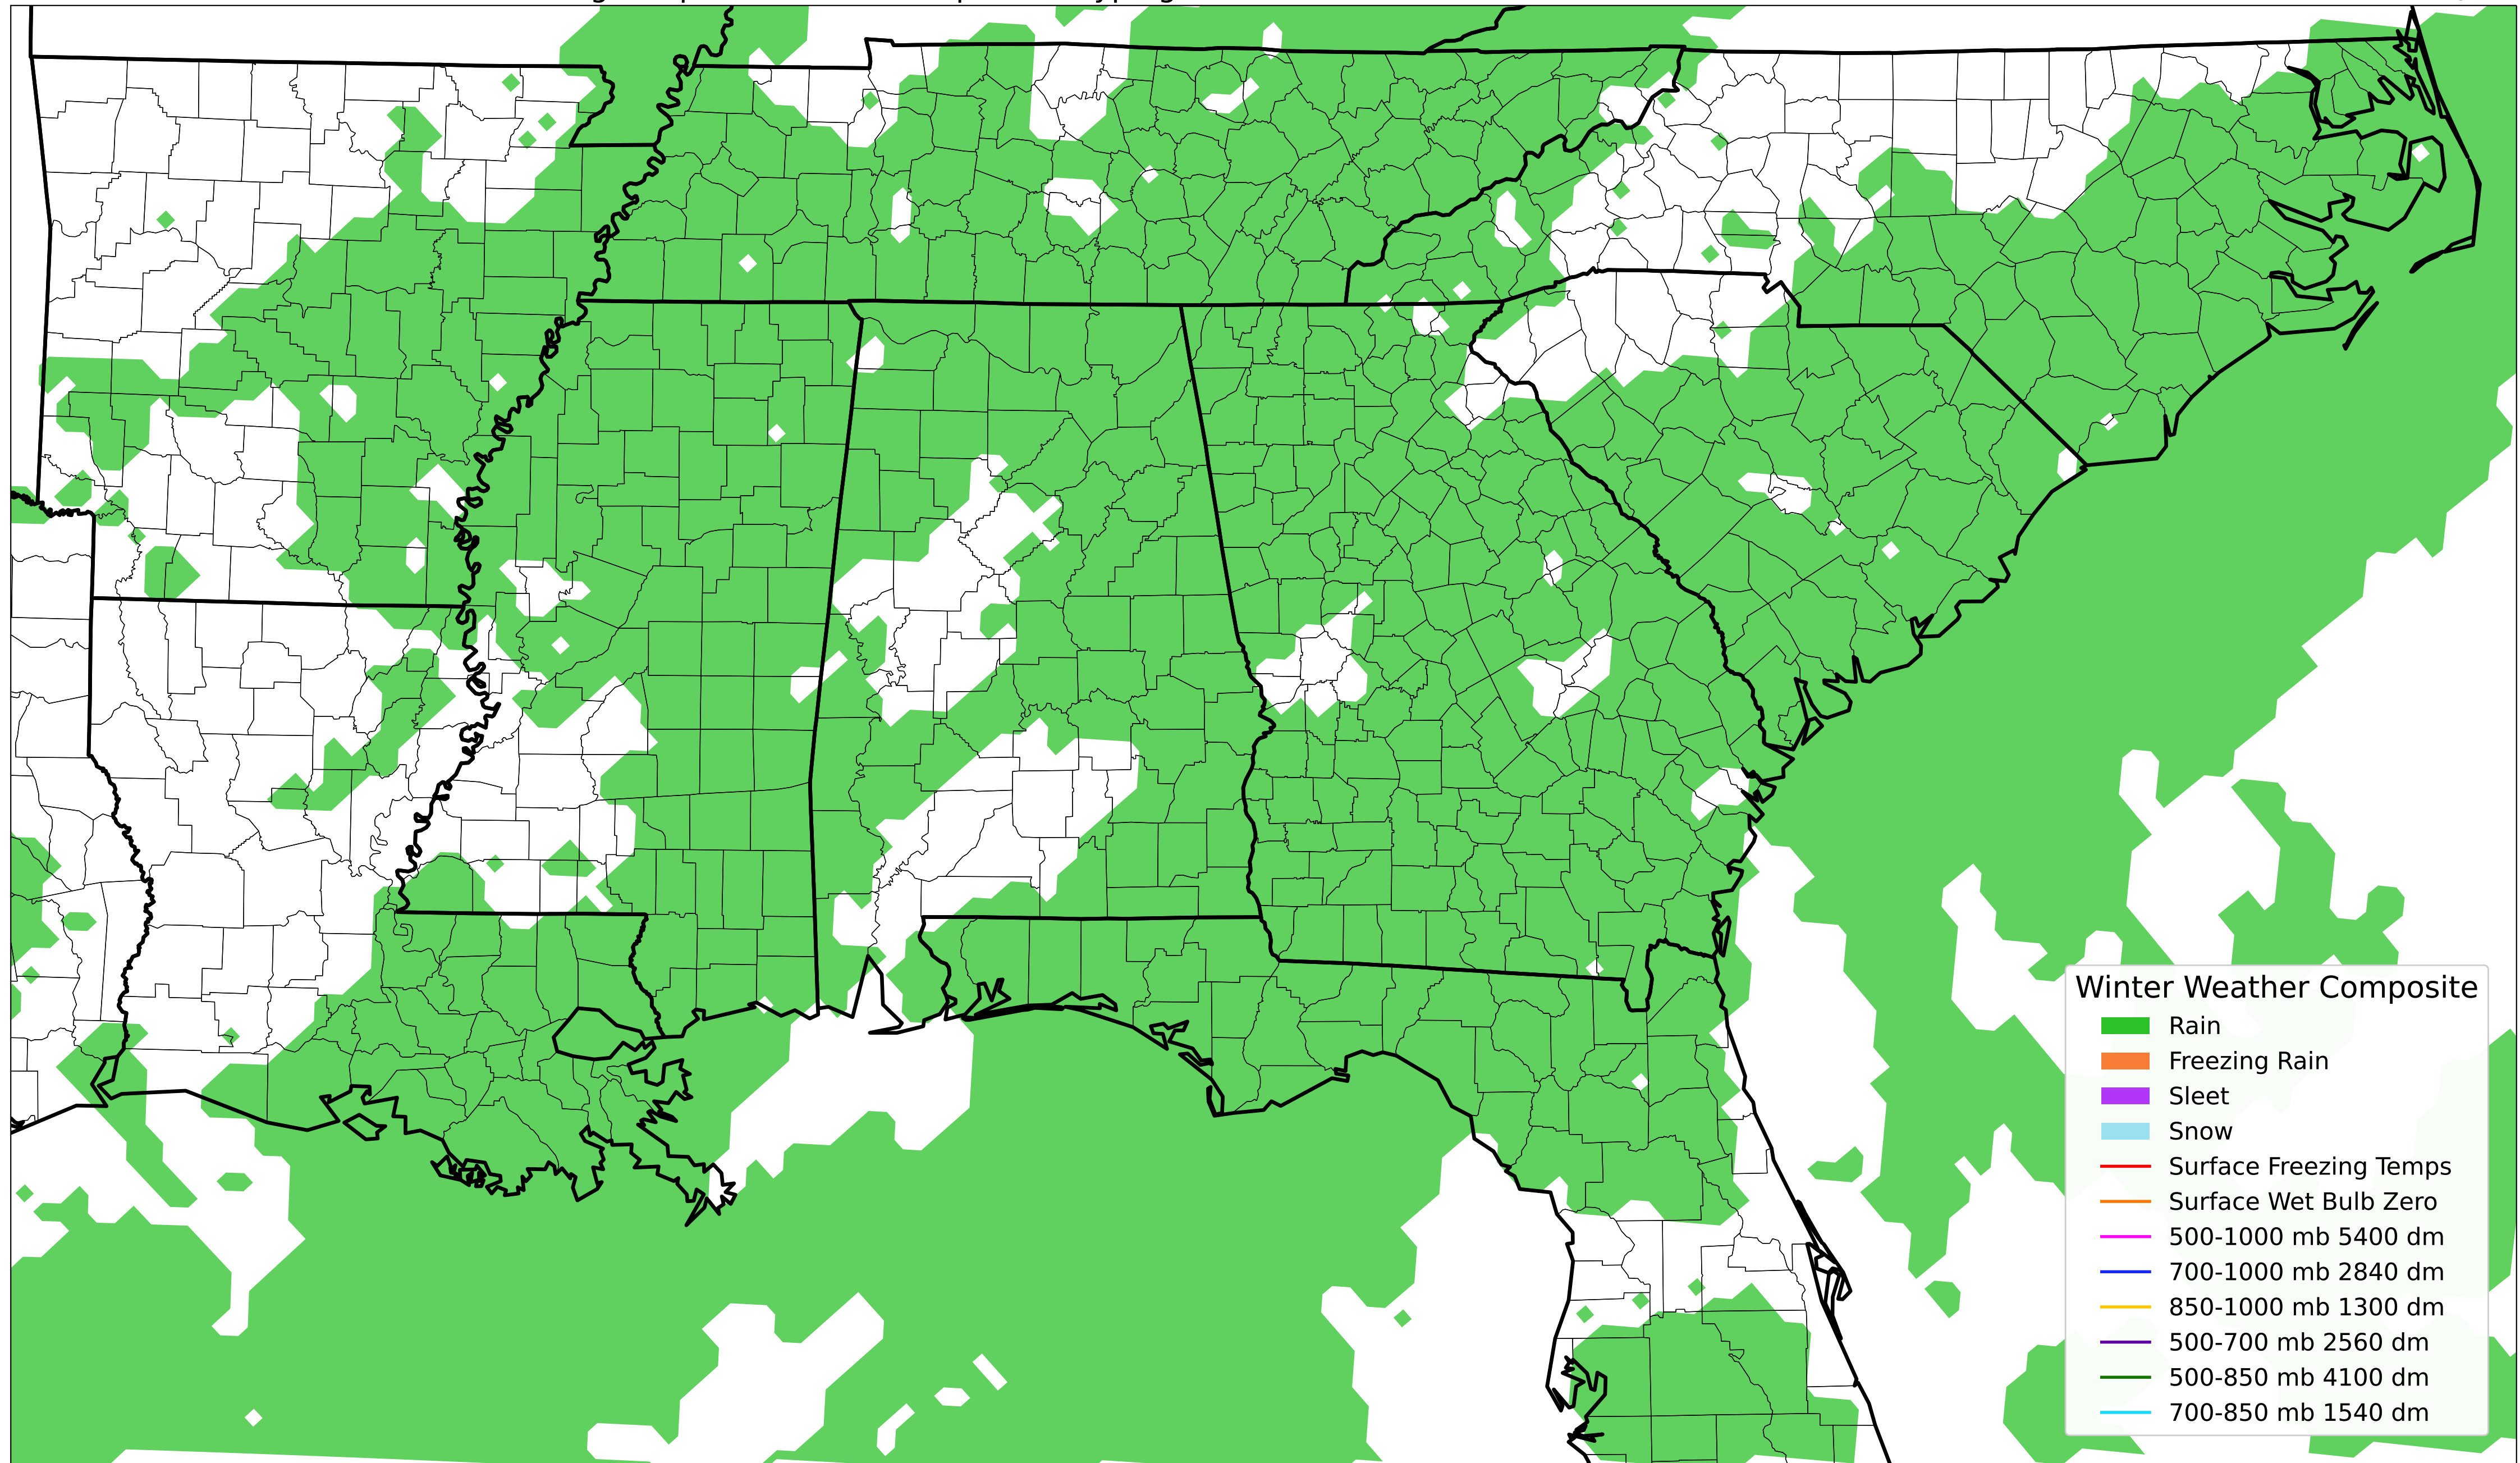 Winter Weather Composite
Rain
Freezing Rain
Sleet
Snow
Surface Freezing Temps
Surface Wet Bulb Zero
500-1000 mb 5400 dm
700-1000 mb 2840 dm
850-1000 mb 1300 dm
500-700 mb 2560 dm
500-850 mb 4100 dm
700-850 mb 1540 dm